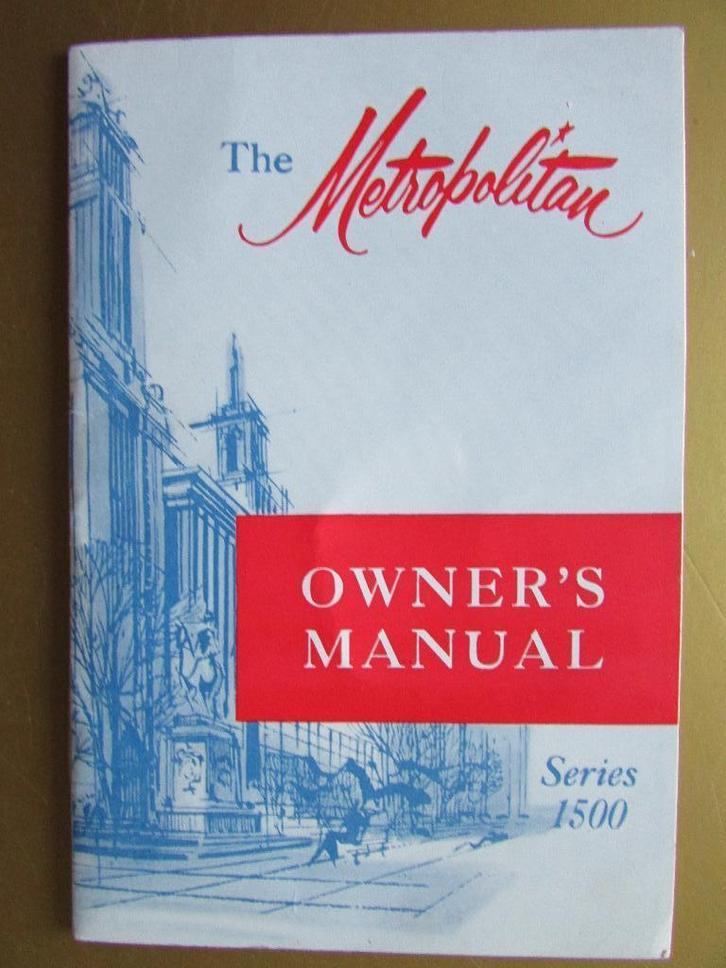 The Metropolitan
OWNER'S
MANUAL
Series
1500